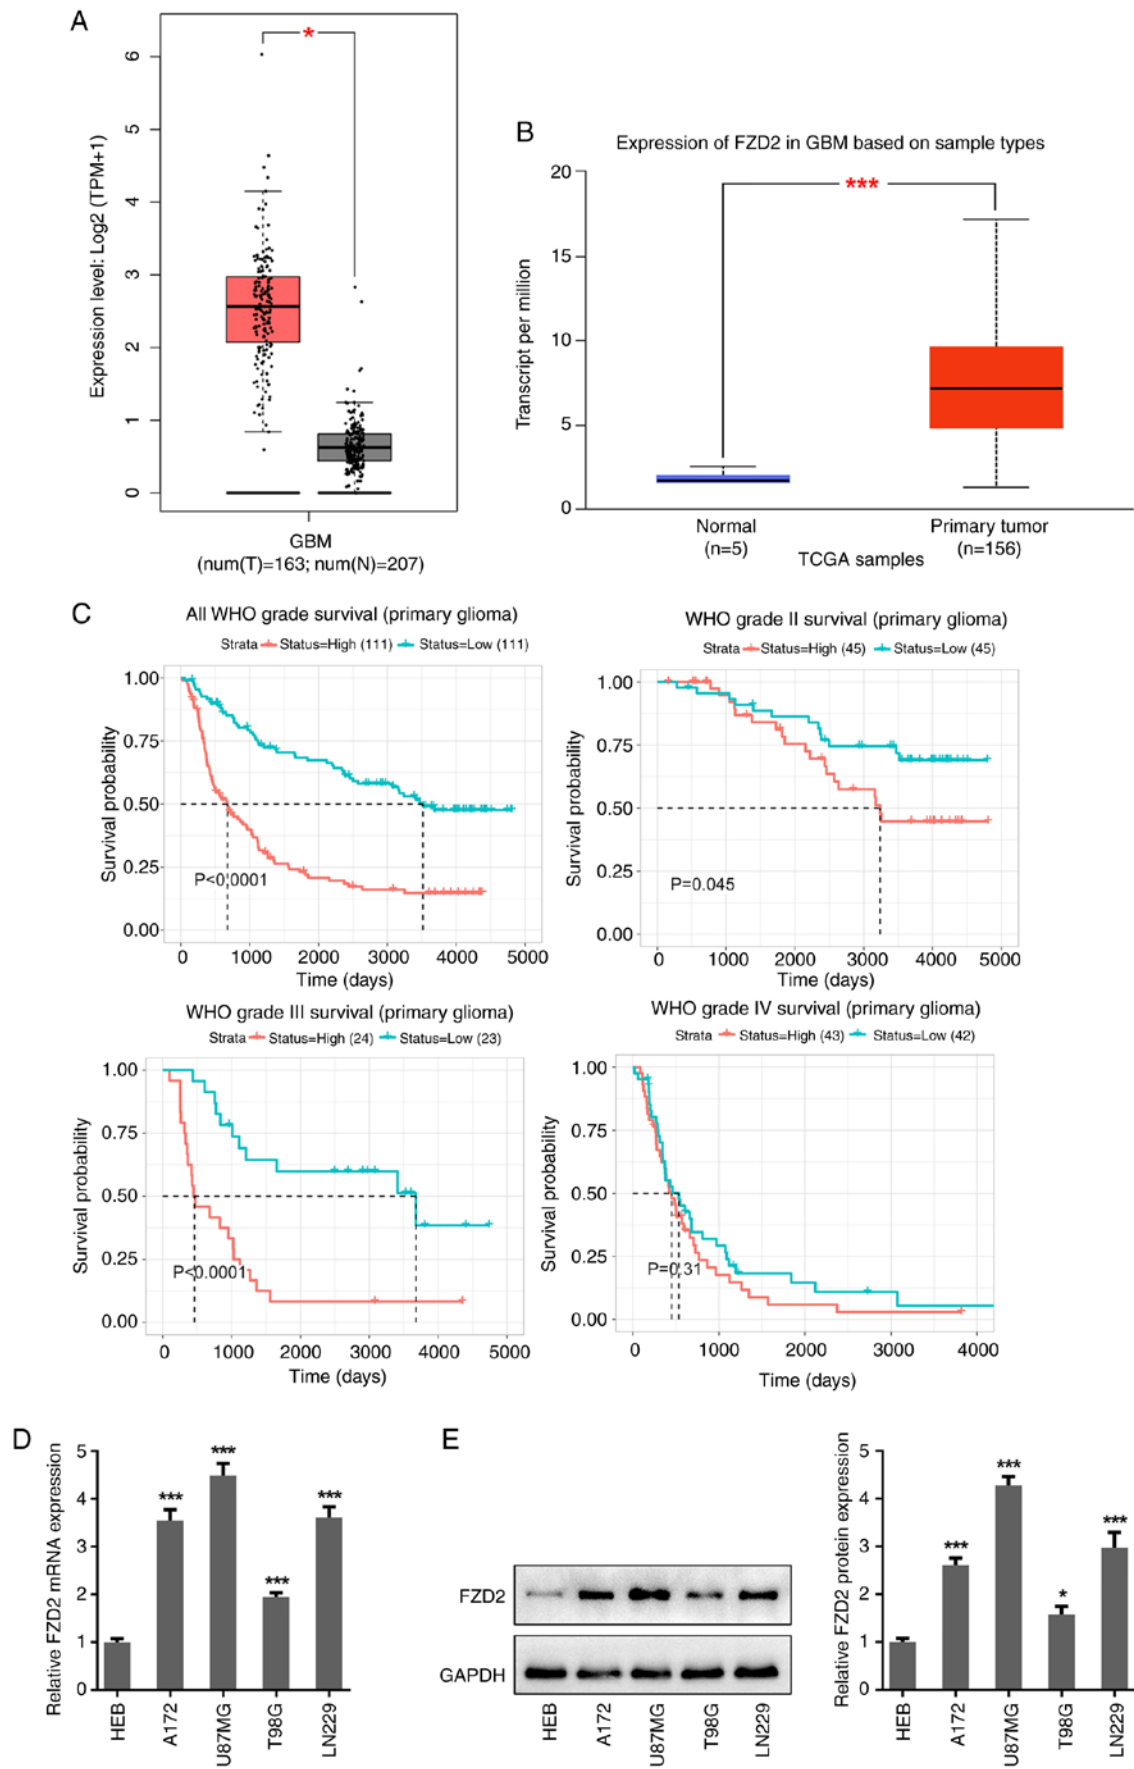 A
*
6
5
4
3
2
1
0
Expression level: Log2 (TPM+1)
GBM
(num(T)=163; num(N)=207)
B
Expression of FZD2 in GBM based on sample types
***
20
15
10
5
0
Transcript per million
Normal
(n=5)
Primary tumor
(n=156)
TCGA samples
C
All WHO grade survival (primary glioma)
Strata Status=High (111) Status=Low (111)
1.00
0.75
0.50
0.25
0.00
Survival probability
P<0.0001
0 1000 2000 3000 4000 5000
Time (days)
WHO grade II survival (primary glioma)
Strata Status=High (45) Status=Low (45)
1.00
0.75
0.50
0.25
0.00
Survival probability
P=0.045
0 1000 2000 3000 4000 5000
Time (days)
WHO grade III survival (primary glioma)
Strata Status=High (24) Status=Low (23)
1.00
0.75
0.50
0.25
0.00
Survival probability
P<0.0001
0 1000 2000 3000 4000 5000
Time (days)
WHO grade IV survival (primary glioma)
Strata Status=High (43) Status=Low (42)
1.00
0.75
0.50
0.25
0.00
Survival probability
P=0.31
0 1000 2000 3000 4000
Time (days)
D
Relative FZD2 mRNA expression
5
4
3
2
1
0
***
***
***
***
HEB
A172
U87MG
T98G
LN229
E
FZD2
GAPDH
HEB
A172
U87MG
T98G
LN229
Relative FZD2 protein expression
5
4
3
2
1
0
***
***
*
***
HEB
A172
U87MG
T98G
LN229